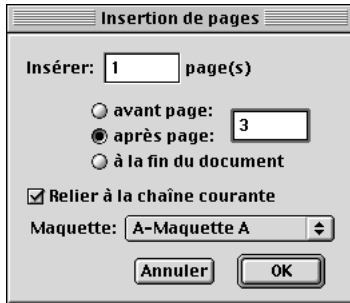 Insertion de pages
Insérer: 1 page(s)
avant page:
après page: 3
à la fin du document
Relier à la chaîne courante
Maquette: A-Maquette A
Annuler OK